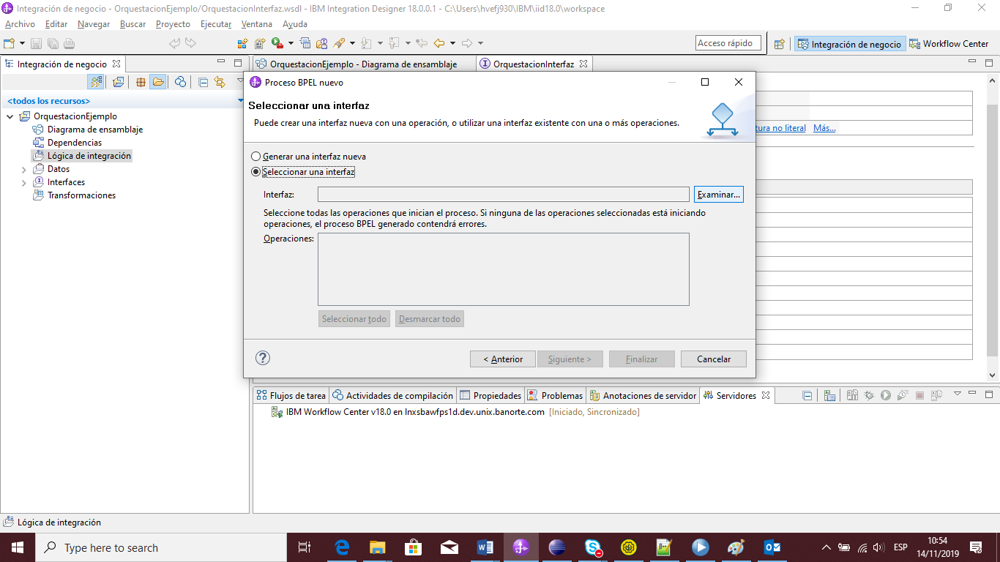 Integración de negocio - OrquestacionEjemplo/OrquestacionInterfaz.wsdl - IBM Integration Designer 18.0.0.1 - C:\Users\hvefj930\IBM\iid18.0\workspace
Archivo Editar Navegar Buscar Proyecto Ejecutar Ventana Ayuda
Acceso rápido Integración de negocio Workflow Center
Integración de negocio
OrquestacionEjemplo - Diagrama de ensamblaje OrquestacionInterfaz
<todos los recursos>
OrquestacionEjemplo
Diagrama de ensamblaje
Dependencias
Lógica de integración
Datos
Interfaces
Transformaciones
Proceso BPEL nuevo
Seleccionar una interfaz
Puede crear una interfaz nueva con una operación, o utilizar una interfaz existente con una o más operaciones.
tura no literal Más...
Generar una interfaz nueva
Seleccionar una interfaz
Interfaz: Examinar...
Seleccione todas las operaciones que inician el proceso. Si ninguna de las operaciones seleccionadas está iniciando
operaciones, el proceso BPEL generado contendrá errores.
Operaciones:
Seleccionar todo Desmarcar todo
? < Anterior Siguiente > Finalizar Cancelar
Flujos de tarea Actividades de compilación Propiedades Problemas Anotaciones de servidor Servidores
IBM Workflow Center v18.0 en lnxsbawfps1d.dev.unix.banorte.com [Iniciado, Sincronizado]
Lógica de integración
Type here to search
ESP
10:54
14/11/2019